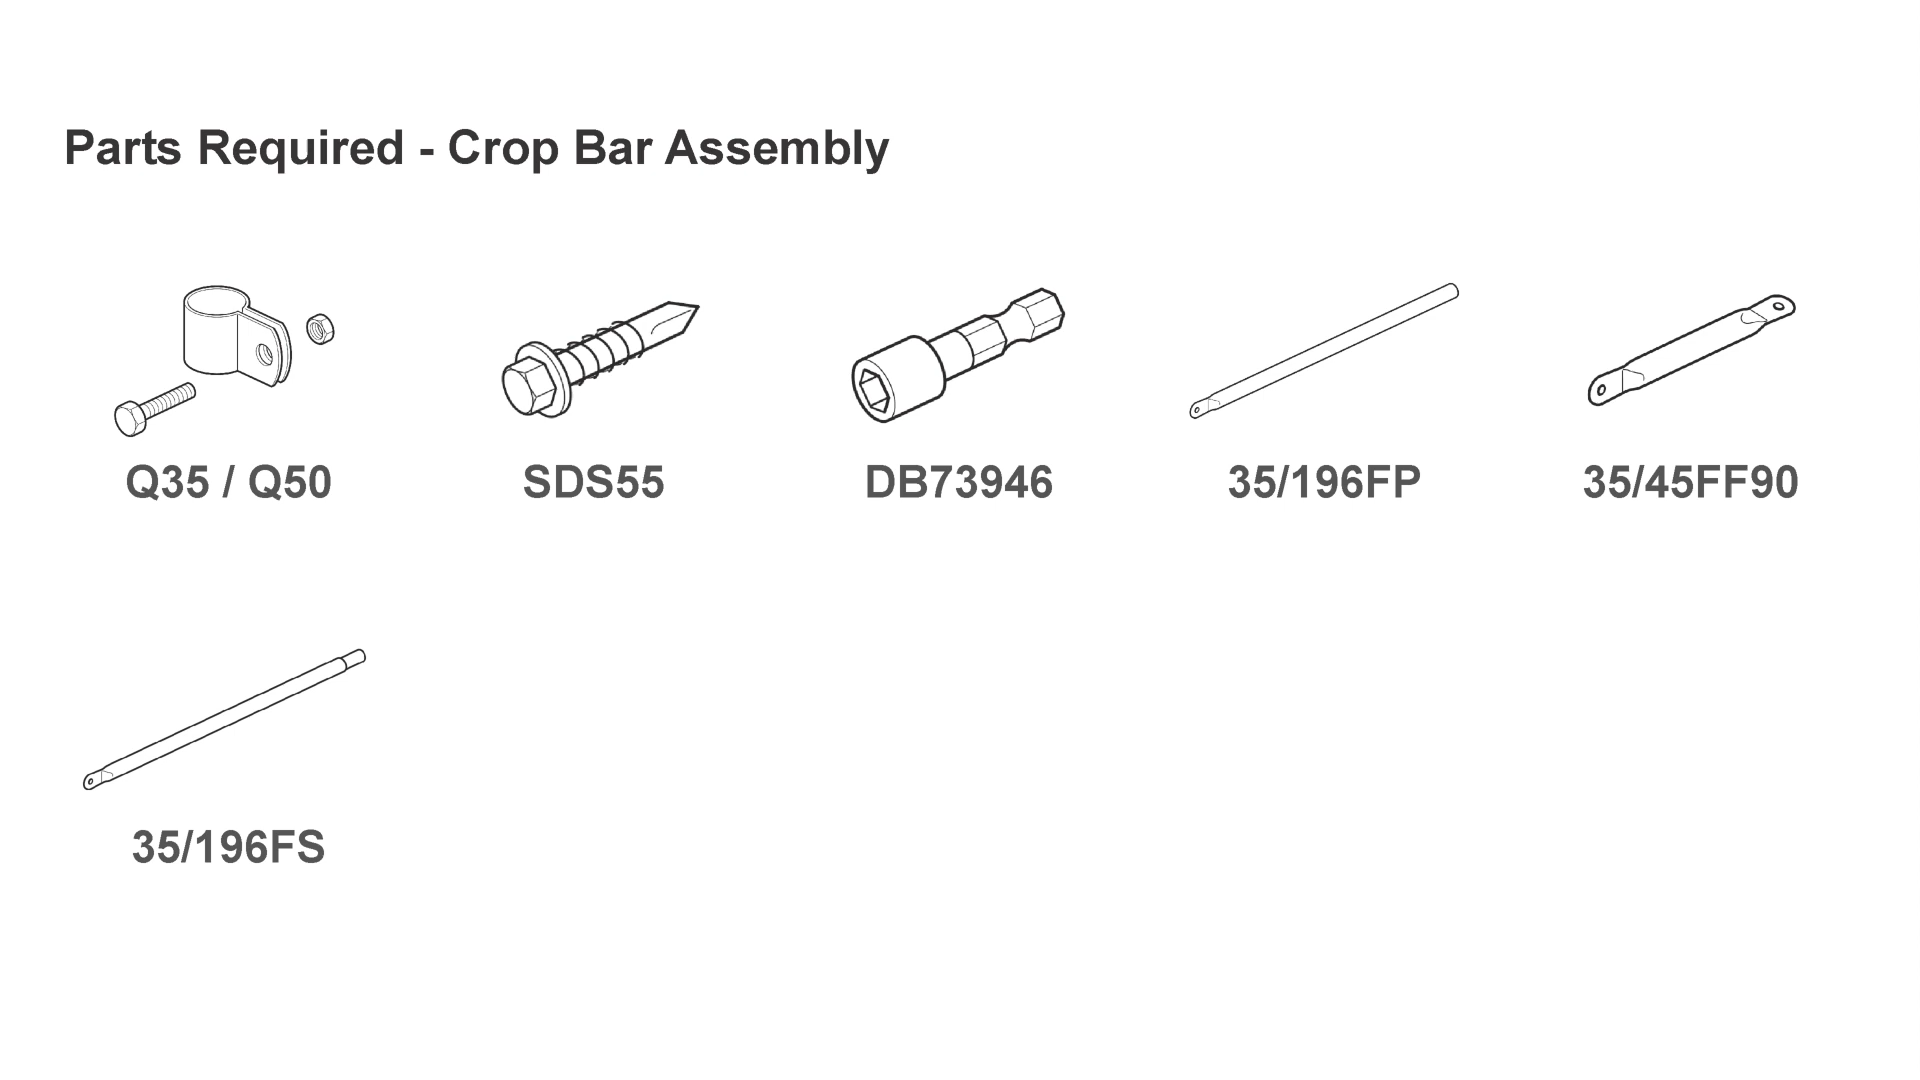 Parts Required - Crop Bar Assembly
Q35 / Q50
SDS55
DB73946
35/196FP
35/45FF90
35/196FS